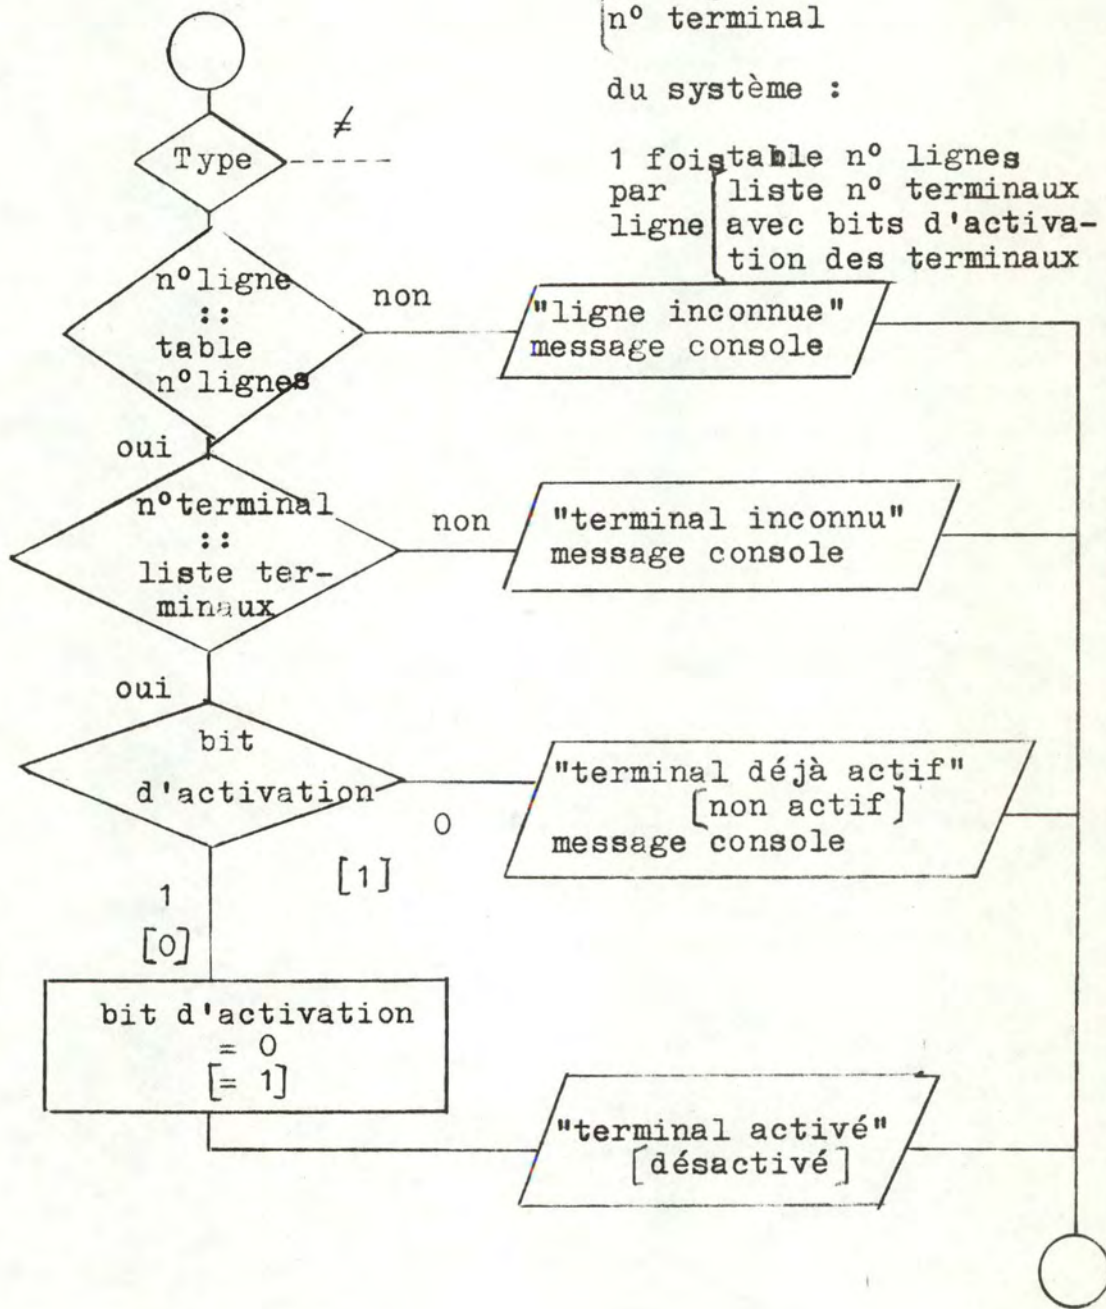 n° terminal
du système :
1 fois table n° lignes
par liste n° terminaux
ligne avec bits d'activa-
tion des terminaux
≠
Type
n° ligne
::
table
n° lignes
non
"ligne inconnue"
message console
oui
n° terminal
::
liste ter-
minaux
non
"terminal inconnu"
message console
oui
bit
d'activation
0
[1]
"terminal déjà actif"
[non actif]
message console
1
[0]
bit d'activation
= 0
[= 1]
"terminal activé"
[désactivé]